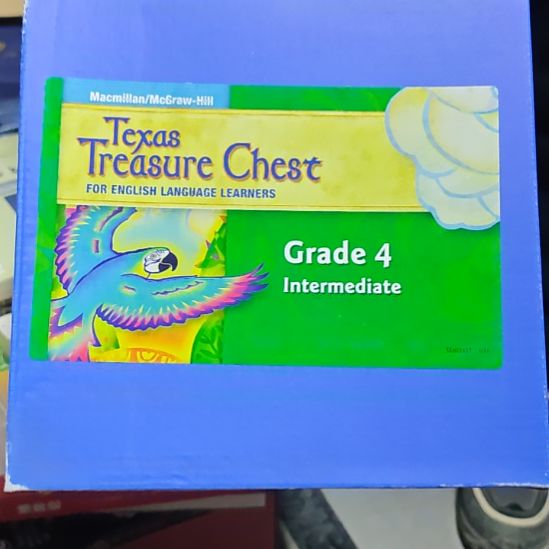 Macmillan/McGraw-Hill
Texas
Treasure Chest
FOR ENGLISH LANGUAGE LEARNERS
Grade 4
Intermediate